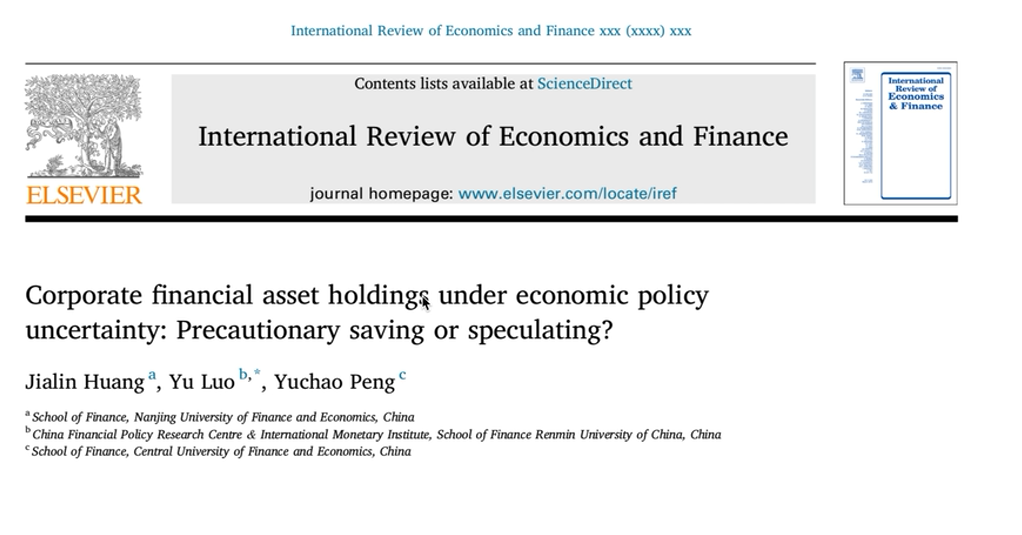 International Review of Economics and Finance xxx (xxxx) xxx
Contents lists available at ScienceDirect
International Review of Economics and Finance
journal homepage: www.elsevier.com/locate/iref
ELSEVIER
International
Review of
Economics
& Finance
Corporate financial asset holdings under economic policy
uncertainty: Precautionary saving or speculating?
Jialin Huang a, Yu Luo b,*, Yuchao Peng c
a School of Finance, Nanjing University of Finance and Economics, China
b China Financial Policy Research Centre & International Monetary Institute, School of Finance Renmin University of China, China
c School of Finance, Central University of Finance and Economics, China